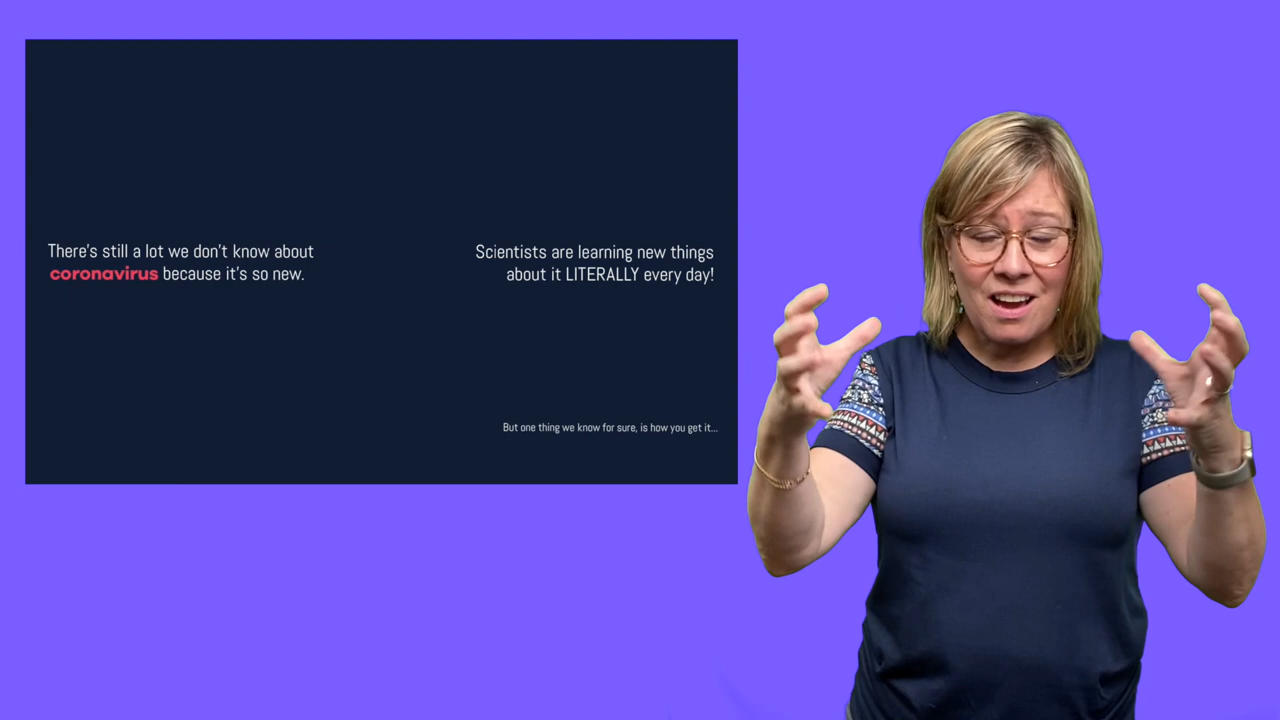 There's still a lot we don't know about
coronavirus because it's so new.
Scientists are learning new things
about it LITERALLY every day!
But one thing we know for sure, is how you get it...